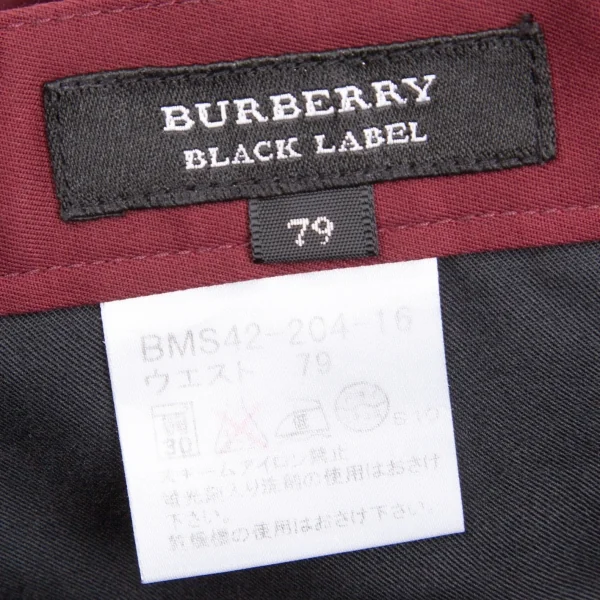 BURBERRY
BLACK LABEL
79
BMS42-204-16
ウエスト 79
30
スチームアイロン禁止
蛍光剤入り洗剤の使用はおさけ
下さい。
乾燥機の使用はおさけ下さい。